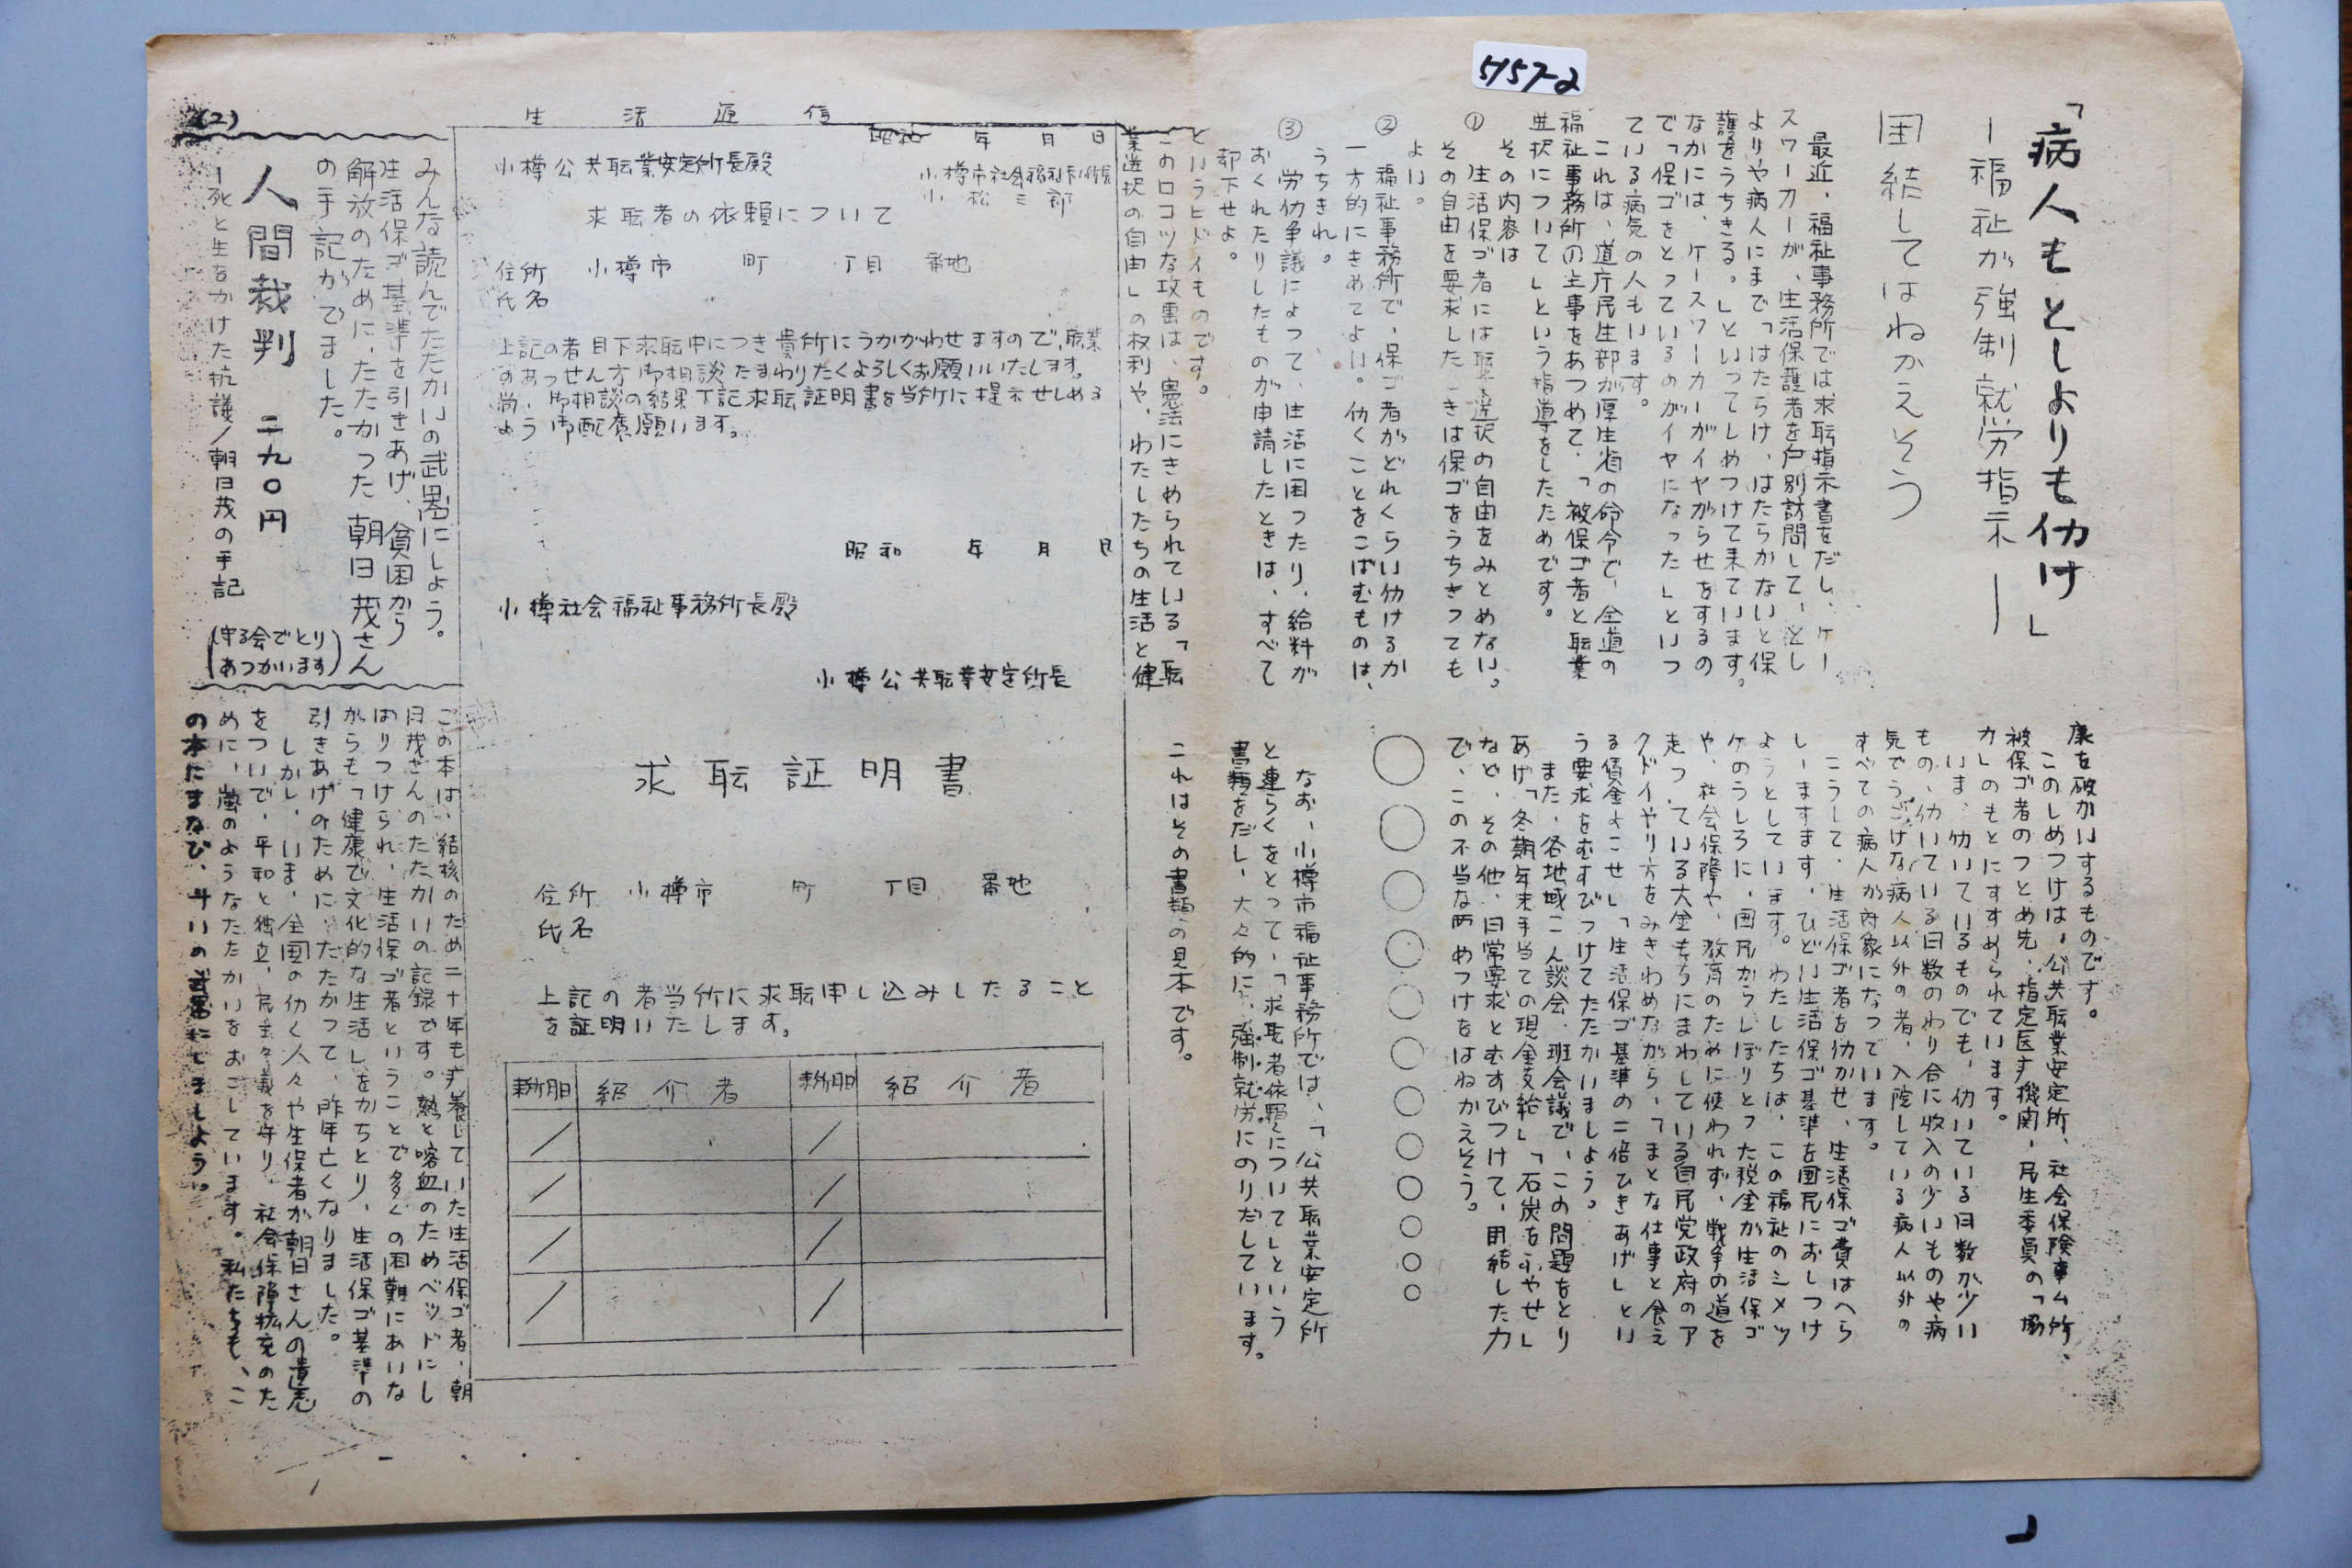 5157-2
「病人もとしよりも仂け」
ー福祉が強制就労指示ー
団結してはねかえそう
最近、福祉事務所では求転指示書をだし、ケー
スワーカーが、生活保護者を戸別訪問して、とし
よりや病人にまで「はたらけ、はたらかないと保
護をうちきる。」といってしめつけて来ています。
なかには、ケースワーカーがイヤがらせをするの
で「保ゴをとっているのがイヤになった」といっ
ている病気の人もいます。
これは、道庁民生部が厚生省の命令で、全道の
福祉事務所の主事をあつめて、「被保ゴ者と転業
選択について」という指導をしたためです。
その内容は
① 生活保ゴ者には転業選択の自由をみとめない。
その自由を要求したときは保ゴをうちきっても
よい。
② 福祉事務所で、保ゴ者がどれくらい仂けるか
一方的にきめてよい。仂くことをこばむものは、
うちきれ。
③ 労仂争議によって、生活に困ったり、給料が
おくれたりしたものが申請したときは、すべて
却下せよ。
というヒドイものです。
このロコツな攻撃は、憲法にきめられている「転
業選択の自由」の权利や、わたしたちの生活と健
康を破かいするものです。
このしめつけは、公共転業安定所、社会保険事ム所、
被保ゴ者のつとめ先、指定医す機関、民生委員の「協
力」のもとにすすめられています。
いま、仂いているものでも、仂いている日数が少い
もの、仂いている日数のわり合に收入の少いものや病
気でうごけな病人以外の者、入院している病人以外の
すべての病人が対象になっています。
こうして、生活保ゴ者を仂かせ、生活保ゴ費はへら
しーますます、ひどい生活保ゴ基準を国民におしつけ
ようとしています。わたしたちは、この福祉のシメツ
ケのうしろに、国民からしぼりとった税金が生活保ゴ
や、社会保障や、教育のために使われず、戦争の道を
走っている大金もちにまわしている自民党政府のア
クドイやり方をみきわめながら、「まとな仕事と食え
る賃金よこせ」「生活保ゴ基準の二倍ひきあげ」とい
う要求をむすびつけてたたかいましょう。
また、各地域こん談会、班会議で、この問題をとり
あげ「冬期年末手当ての現金支給」「石炭をふやせ」
など、その他、日常要求とむすびつけて、団結した力
で、この不当な しめつけをはねかえそう。
○○○○○○○○○○○○
なお、小樽市福祉事務所では、「公共転業安定所
と連らくをとって、「求転者依頼について」という
書類をだし、大々的に、強制就労にのりだしています。
これはその書類の見本です。
生活通信
昭和 年 月 日
小樽公共転業安定所長殿
小樽市社会福祉事ム所長
小松三郎
求転者の依頼について
住所 小樽市 町 丁目 番地
氏名
上記の者目下求転中につき貴所にうかがわせますので、転業
のあっせん方御相談たまわりたくよろしくお願いいたします。
尚、御相談の結果下記求転証明書を当所に提示せしめる
よう御配慮願います。
昭和 年 月 日
小樽社会福祉事務所長殿
小樽公共転業安定所長
求転証明書
住所 小樽市 町 丁目 番地
氏名
上記の者当所に求転申し込みしたること
を証明いたします。
来所月日 紹介者 来所月日 紹介者
／ ／
／ ／
／ ／
／ ／
(2)
みんな読んでたたかいの武器にしよう。
生活保ゴ基準を引きあげ、貧困から
解放のために、たたかった朝日茂さん
の手記がでました。
人間裁判 二九〇円
ー死と生をかけた抗議/朝日茂の手記
(守る会でとり
あつかいます)
この本は、結核のため二十年も療養していた生活保ゴ者、朝
日茂さんのたたかいの記録です。熱と喀血のためベッドにし
ばりつけられ、生活保ゴ者ということで多くの困難にあいな
がらも「健康で文化的な生活」をかちとり、生活保ゴ基準の
引きあげのために、たたかって、昨年亡くなりました。
しかし、いま、全国の仂く人々や生保者が朝日さんの遺志
をついで、平和と独立、民主々義を守り、社会保障拡充のた
めに、嵐のようなたたかいをおこしています。私たちも、こ
の本にまなび、 いの武器にしましょう。